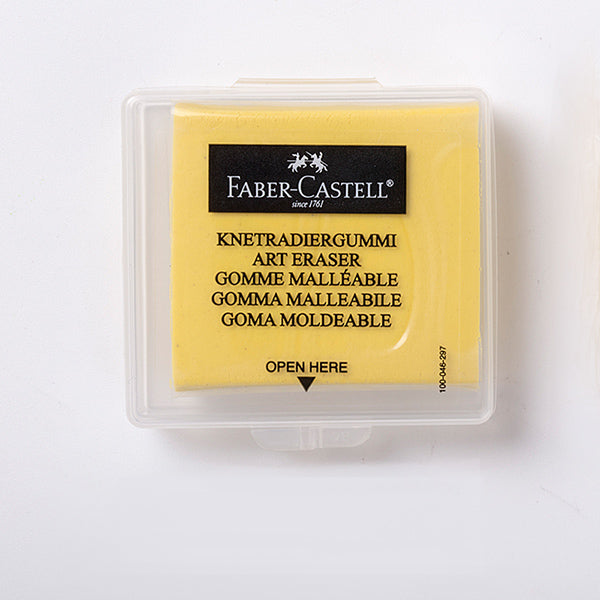 FABER-CASTELL®
since 1761
KNETRADIERGUMMI
ART ERASER
GOMME MALLÉABLE
GOMMA MALLEABILE
GOMA MOLDEABLE
OPEN HERE
100-046-297